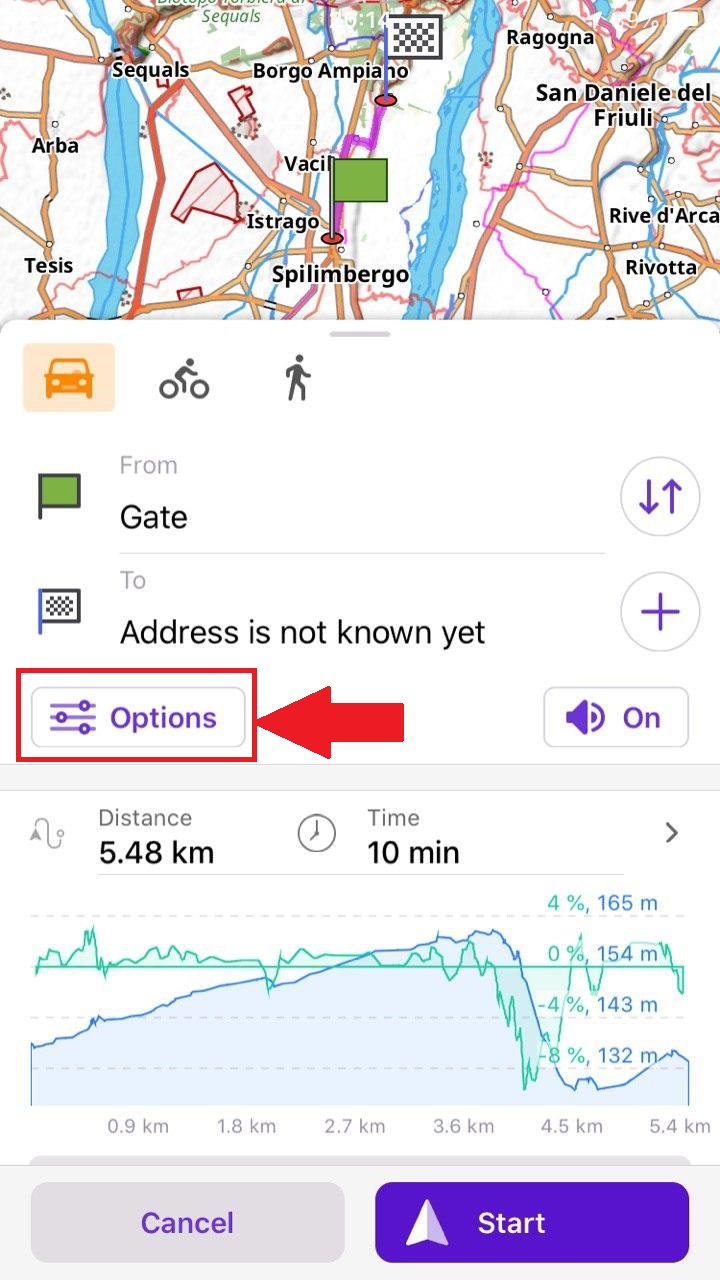 Biotopo Torbiera di
Sequals
Ragogna
Sequals
Borgo Ampiano
San Daniele del
Friuli
Arba
Vacil
Istrago
Rive d'Arca
Tesis
Spilimbergo
Rivotta
From
Gate
To
Address is not known yet
Options
On
Distance
5.48 km
Time
10 min
4 %, 165 m
0 %, 154 m
-4 %, 143 m
-8 %, 132 m
0.9 km 1.8 km 2.7 km 3.6 km 4.5 km 5.4 km
Cancel
Start